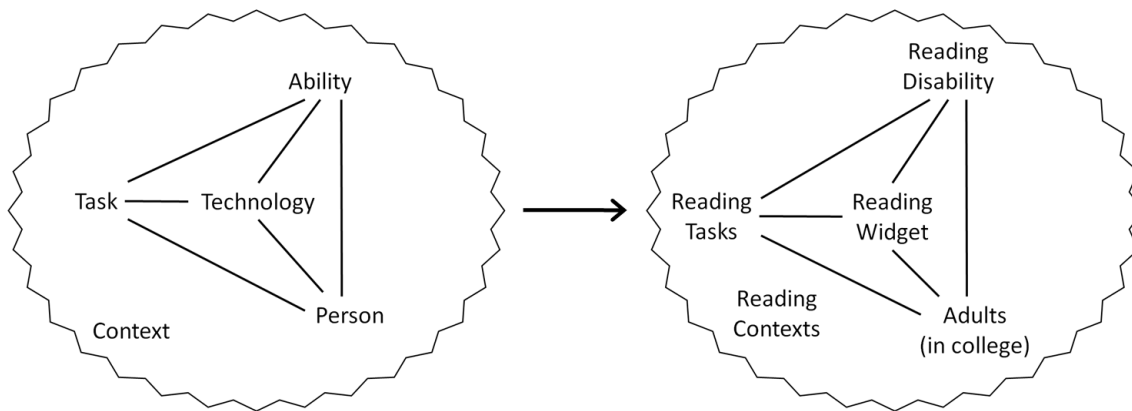 Ability
Task
Technology
Person
Context
Reading
Disability
Reading
Tasks
Reading
Widget
Reading
Contexts
Adults
(in college)